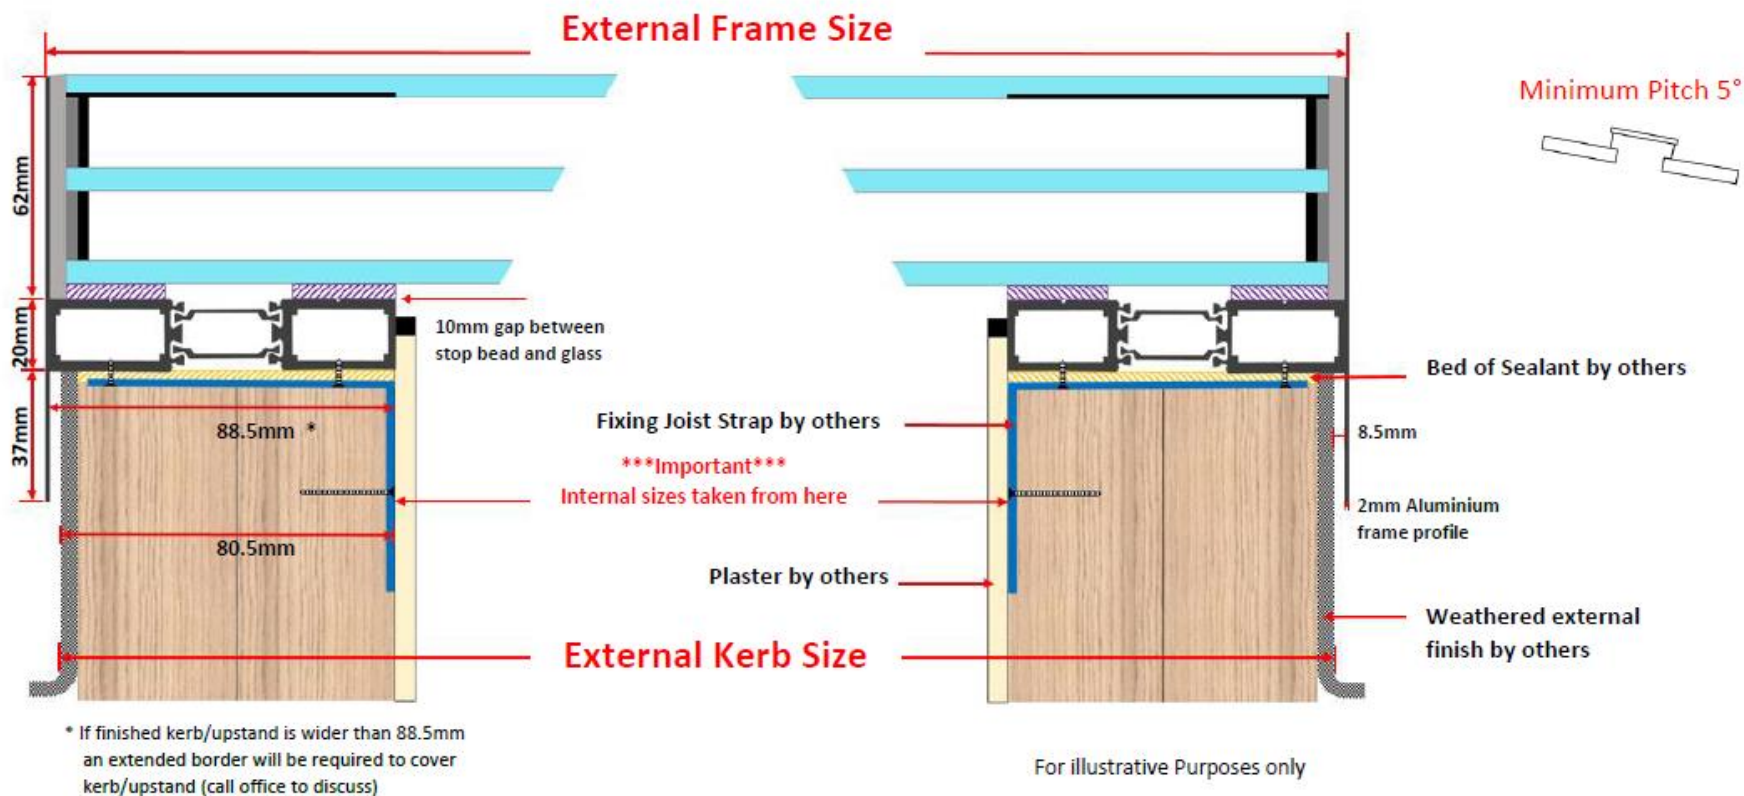 External Frame Size
Minimum Pitch 5°
62mm
20mm
37mm
10mm gap between
stop bead and glass
88.5mm *
80.5mm
Fixing Joist Strap by others
***Important***
Internal sizes taken from here
Plaster by others
External Kerb Size
Bed of Sealant by others
8.5mm
2mm Aluminium
frame profile
Weathered external
finish by others
* If finished kerb/upstand is wider than 88.5mm
an extended border will be required to cover
kerb/upstand (call office to discuss)
For illustrative Purposes only